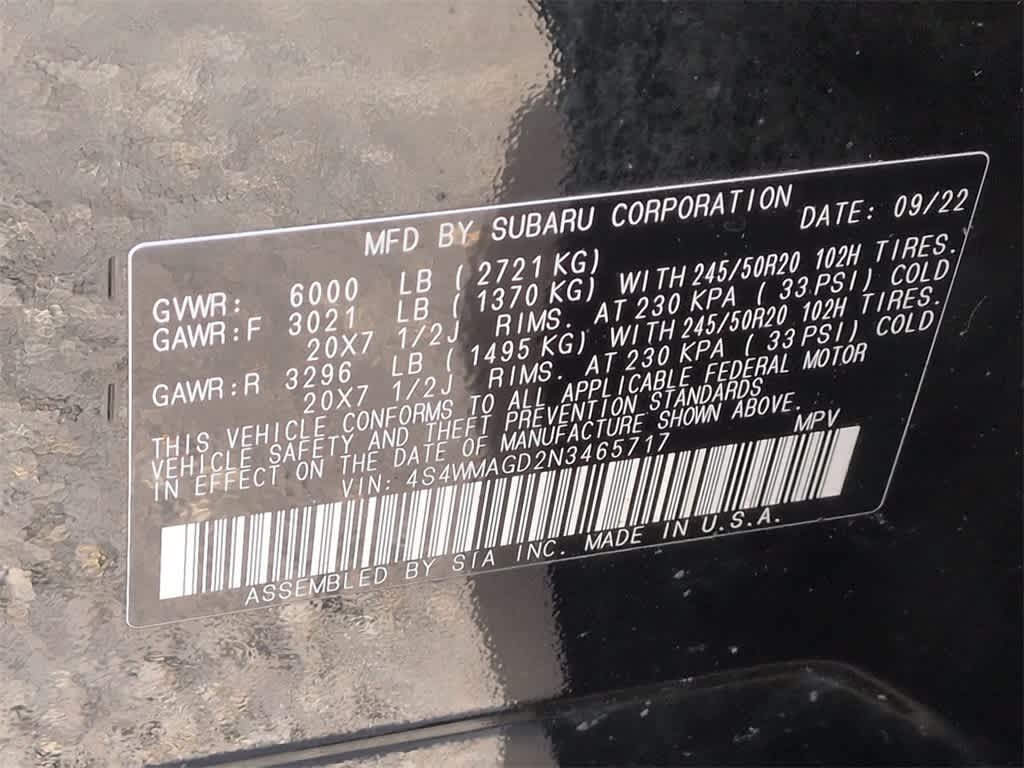 MFD BY SUBARU CORPORATION DATE: 09/22
GVWR: 6000 LB ( 2721 KG)
GAWR:F 3021 LB ( 1370 KG) WITH 245/50R20 102H TIRES.
20X7 1/2J RIMS. AT 230 KPA ( 33 PSI) COLD
GAWR:R 3296 LB ( 1495 KG) WITH 245/50R20 102H TIRES.
20X7 1/2J RIMS. AT 230 KPA ( 33 PSI) COLD
THIS VEHICLE CONFORMS TO ALL APPLICABLE FEDERAL MOTOR
VEHICLE SAFETY AND THEFT PREVENTION STANDARDS
IN EFFECT ON THE DATE OF MANUFACTURE SHOWN ABOVE.
VIN: 4S4WMAGD2N3465717 MPV
ASSEMBLED BY SIA INC. MADE IN U.S.A.